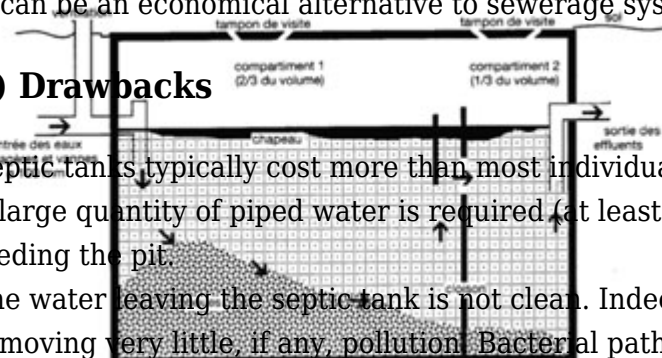 can be an economical alternative to sewerage sys
ventilation
tampon de visite
tampon de visite
sol
compartiment 1
(2/3 du volume)
compartiment 2
(1/3 du volume)
) Drawbacks
chapeau
sortie des
effluents
ntrée des eaux
eptic tanks typically cost more than most individua
large quantity of piped water is required (at least
eding the pit.
cloison
ne water leaving the septic tank is not clean. Indeed
moving very little, if any, pollution. Bacterial path